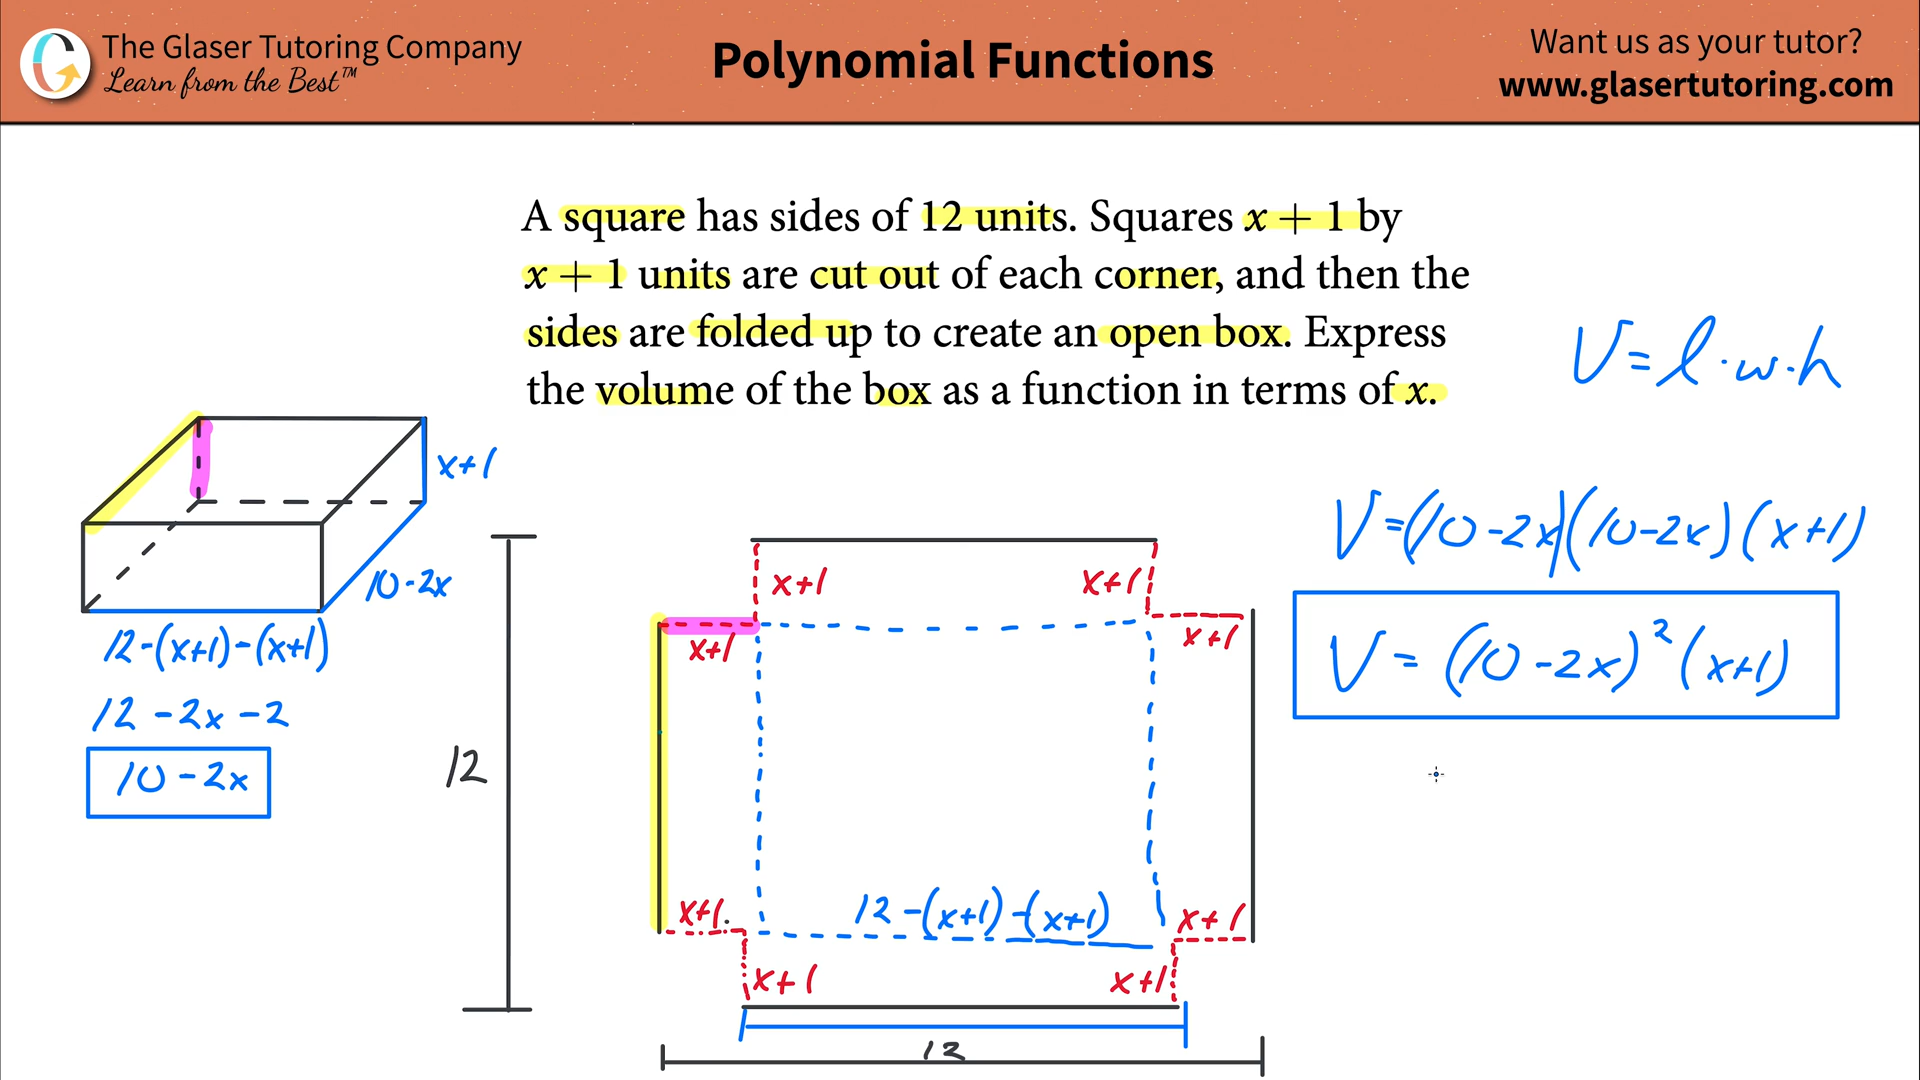 The Glaser Tutoring Company
Learn from the Best™
Polynomial Functions
Want us as your tutor?
www.glasertutoring.com
A square has sides of 12 units. Squares x + 1 by
x + 1 units are cut out of each corner, and then the
sides are folded up to create an open box. Express
the volume of the box as a function in terms of x.
V = l · w · h
x+1
10-2x
12-(x+1)-(x+1)
12 -2x -2
10 -2x
12
x+1
x+1
x+1
x+1
x+1
12 -(x+1) -(x+1)
x+1
x+1
x+1
12
V=(10-2x)(10-2x)(x+1)
V = (10-2x)²(x+1)